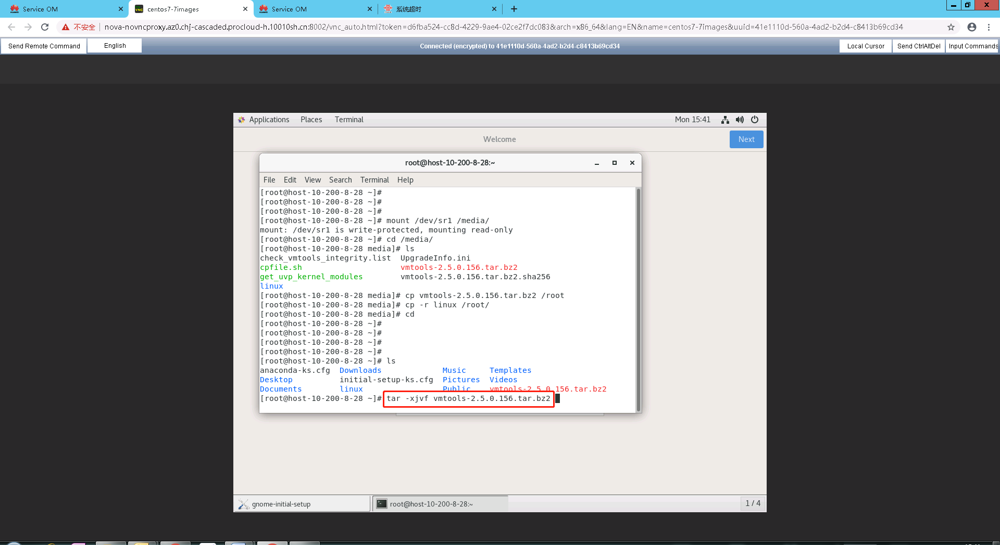 Service OM
centos7-7images
Service OM
系统超时
不安全
nova-novncproxy.az0.chj-cascaded.procloud-h.10010sh.cn:8002/vnc_auto.html?token=d6fba524-cc8d-4229-9ae4-02ce2f7dc083&arch=x86_64&lang=EN&name=centos7-7images&uuid=41e1110d-560a-4ad2-b2d4-c8413b69cd34
Send Remote Command
English
Connected (encrypted) to 41e1110d-560a-4ad2-b2d4-c8413b69cd34
Local Cursor
Send CtrlAltDel
Input Commands
Applications Places Terminal
Mon 15:41
Welcome
Next
root@host-10-200-8-28:~
File Edit View Search Terminal Help
[root@host-10-200-8-28 ~]#
[root@host-10-200-8-28 ~]#
[root@host-10-200-8-28 ~]#
[root@host-10-200-8-28 ~]# mount /dev/sr1 /media/
mount: /dev/sr1 is write-protected, mounting read-only
[root@host-10-200-8-28 ~]# cd /media/
[root@host-10-200-8-28 media]# ls
check_vmtools_integrity.list UpgradeInfo.ini
cpfile.sh vmtools-2.5.0.156.tar.bz2
get_uvp_kernel_modules vmtools-2.5.0.156.tar.bz2.sha256
linux
[root@host-10-200-8-28 media]# cp vmtools-2.5.0.156.tar.bz2 /root
[root@host-10-200-8-28 media]# cp -r linux /root/
[root@host-10-200-8-28 media]# cd
[root@host-10-200-8-28 ~]#
[root@host-10-200-8-28 ~]#
[root@host-10-200-8-28 ~]#
[root@host-10-200-8-28 ~]#
[root@host-10-200-8-28 ~]# ls
anaconda-ks.cfg Downloads Music Templates
Desktop initial-setup-ks.cfg Pictures Videos
Documents linux Public vmtools-2.5.0.156.tar.bz2
[root@host-10-200-8-28 ~]# tar -xjvf vmtools-2.5.0.156.tar.bz2
gnome-initial-setup
root@host-10-200-8-28:~
1 / 4